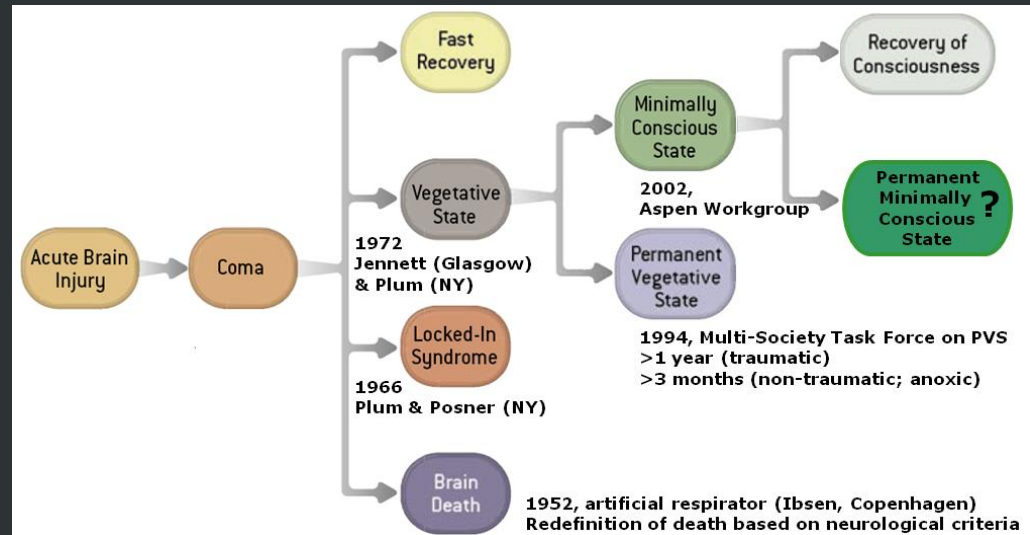 Fast
Recovery
Recovery of
Consciousness
Minimally
Conscious
State
Permanent
Minimally
Conscious
State
?
2002,
Aspen Workgroup
Vegetative
State
1972
Jennett (Glasgow)
& Plum (NY)
Acute Brain
Injury
Coma
Permanent
Vegetative
State
1994, Multi-Society Task Force on PVS
>1 year (traumatic)
>3 months (non-traumatic; anoxic)
Locked-In
Syndrome
1966
Plum & Posner (NY)
Brain
Death
1952, artificial respirator (Ibsen, Copenhagen)
Redefinition of death based on neurological criteria